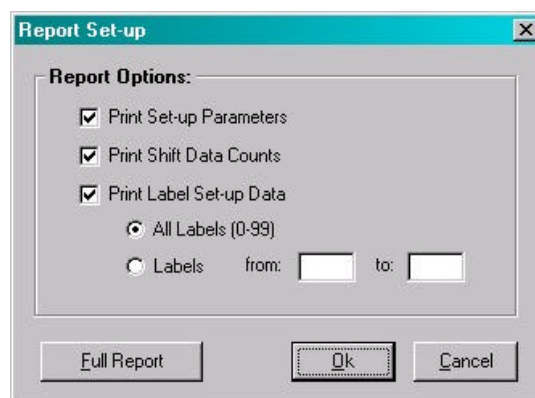 Report Set-up
Report Options:
Print Set-up Parameters
Print Shift Data Counts
Print Label Set-up Data
All Labels (0-99)
Labels from: to:
Full Report Ok Cancel